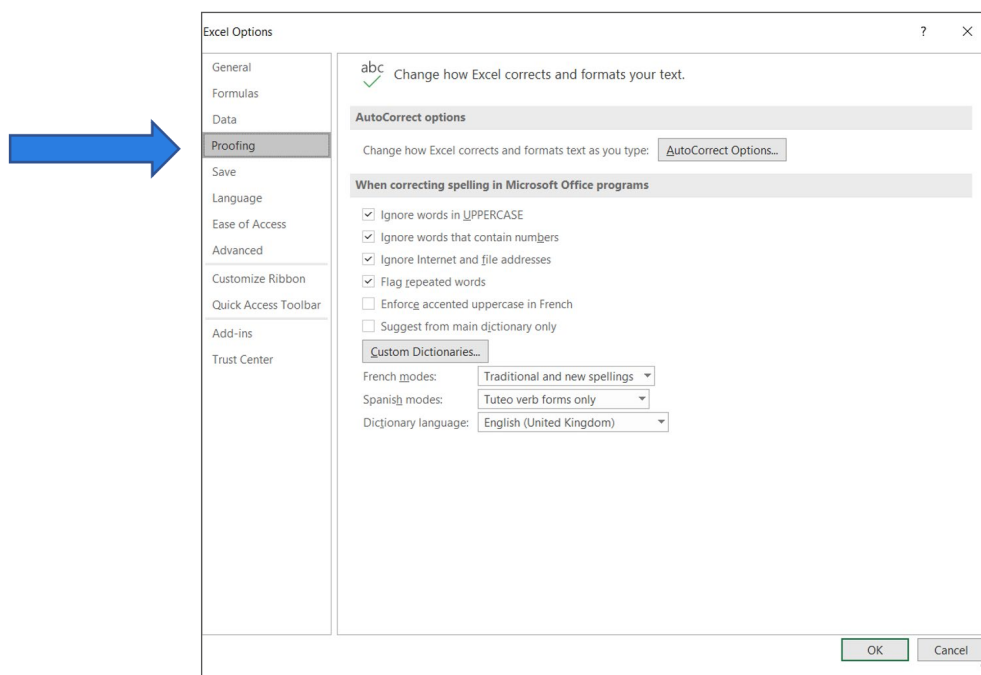 Excel Options
?
General
Formulas
Data
Proofing
Save
Language
Ease of Access
Advanced
Customize Ribbon
Quick Access Toolbar
Add-ins
Trust Center
abc
Change how Excel corrects and formats your text.
AutoCorrect options
Change how Excel corrects and formats text as you type: AutoCorrect Options...
When correcting spelling in Microsoft Office programs
Ignore words in UPPERCASE
Ignore words that contain numbers
Ignore Internet and file addresses
Flag repeated words
Enforce accented uppercase in French
Suggest from main dictionary only
Custom Dictionaries...
French modes: Traditional and new spellings
Spanish modes: Tuteo verb forms only
Dictionary language: English (United Kingdom)
OK Cancel